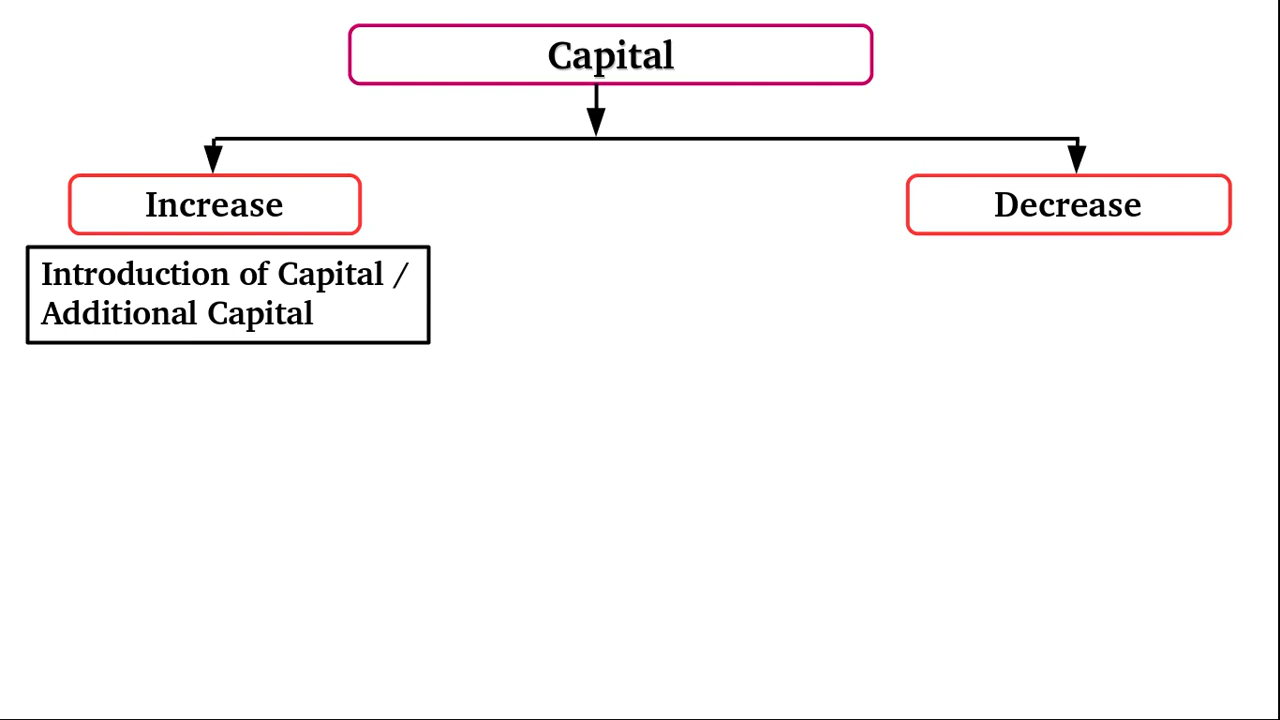 Capital
Increase
Decrease
Introduction of Capital /
Additional Capital